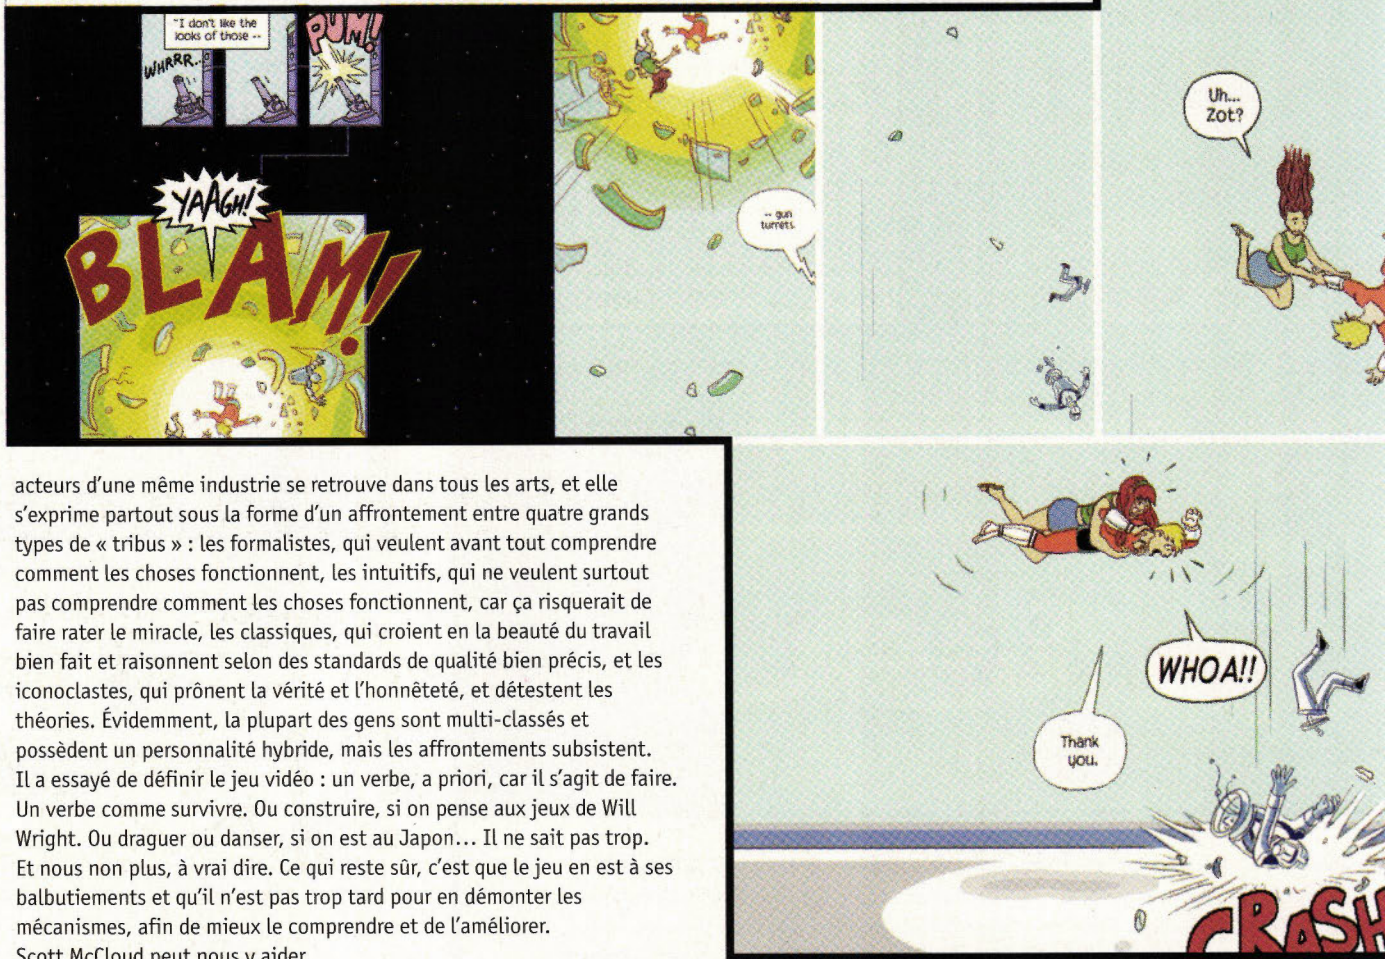 "I don't like the
looks of those --
WHRRR...
PUM!
YAAGH!
BLAM!
-- gun
turrets
Uh...
Zot?
WHOA!!
Thank
you.
CRASH
acteurs d'une même industrie se retrouve dans tous les arts, et elle
s'exprime partout sous la forme d'un affrontement entre quatre grands
types de « tribus » : les formalistes, qui veulent avant tout comprendre
comment les choses fonctionnent, les intuitifs, qui ne veulent surtout
pas comprendre comment les choses fonctionnent, car ça risquerait de
faire rater le miracle, les classiques, qui croient en la beauté du travail
bien fait et raisonnent selon des standards de qualité bien précis, et les
iconoclastes, qui prônent la vérité et l'honnêteté, et détestent les
théories. Évidemment, la plupart des gens sont multi-classés et
possèdent un personnalité hybride, mais les affrontements subsistent.
Il a essayé de définir le jeu vidéo : un verbe, a priori, car il s'agit de faire.
Un verbe comme survivre. Ou construire, si on pense aux jeux de Will
Wright. Ou draguer ou danser, si on est au Japon... Il ne sait pas trop.
Et nous non plus, à vrai dire. Ce qui reste sûr, c'est que le jeu en est à ses
balbutiements et qu'il n'est pas trop tard pour en démonter les
mécanismes, afin de mieux le comprendre et de l'améliorer.
Scott McCloud peut nous y aider.